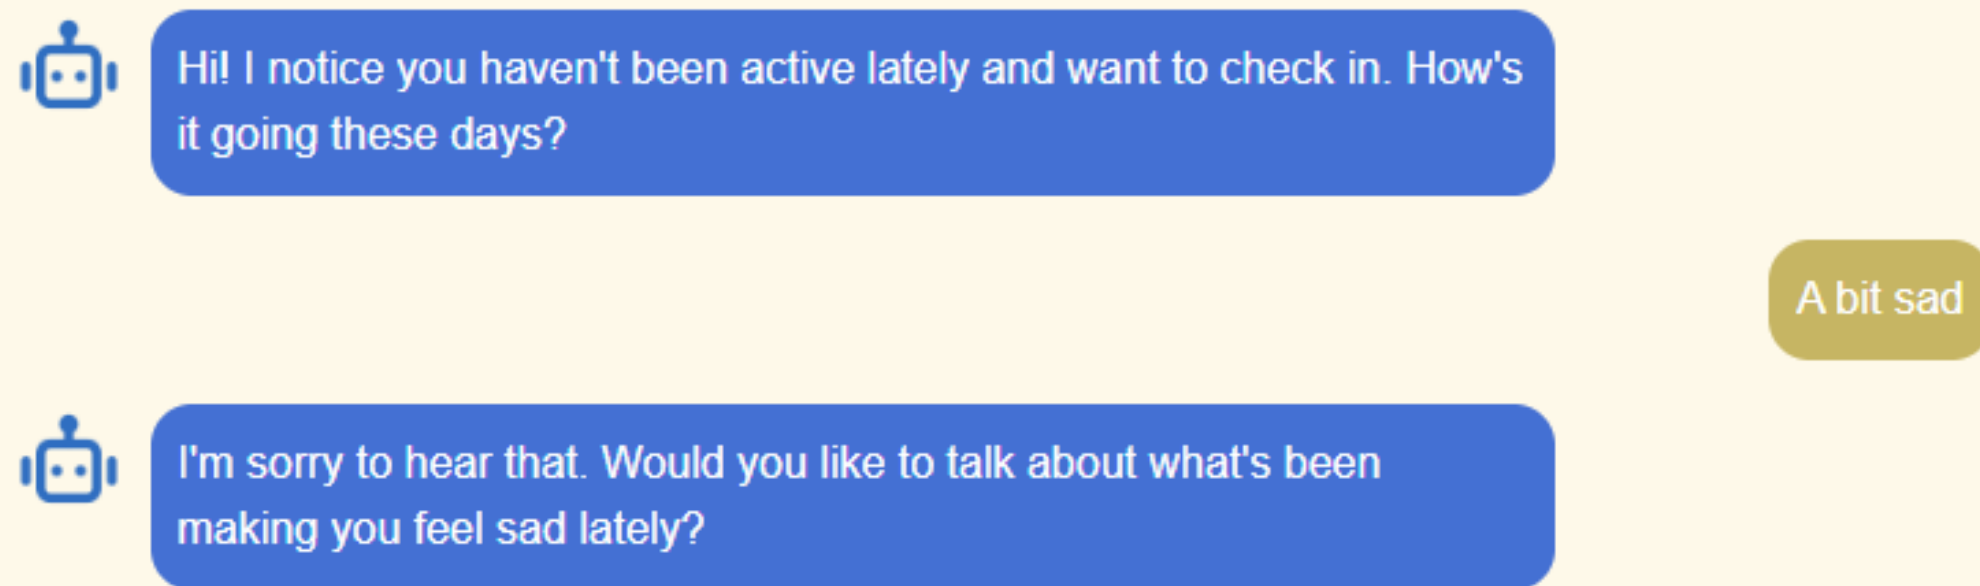 Hi! I notice you haven't been active lately and want to check in. How's
it going these days?
A bit sad
I'm sorry to hear that. Would you like to talk about what's been
making you feel sad lately?